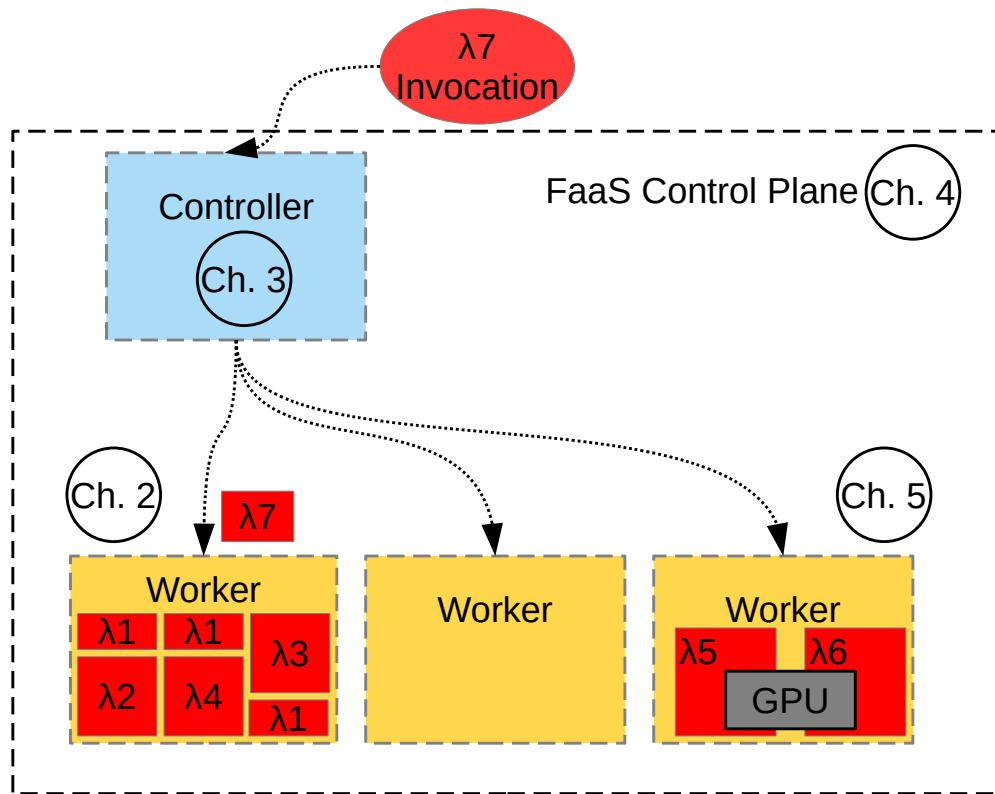 λ7
Invocation
Controller
Ch. 3
FaaS Control Plane
Ch. 4
Ch. 2
λ7
Ch. 5
Worker
λ1
λ1
λ3
λ2
λ4
λ1
Worker
Worker
λ5
λ6
GPU